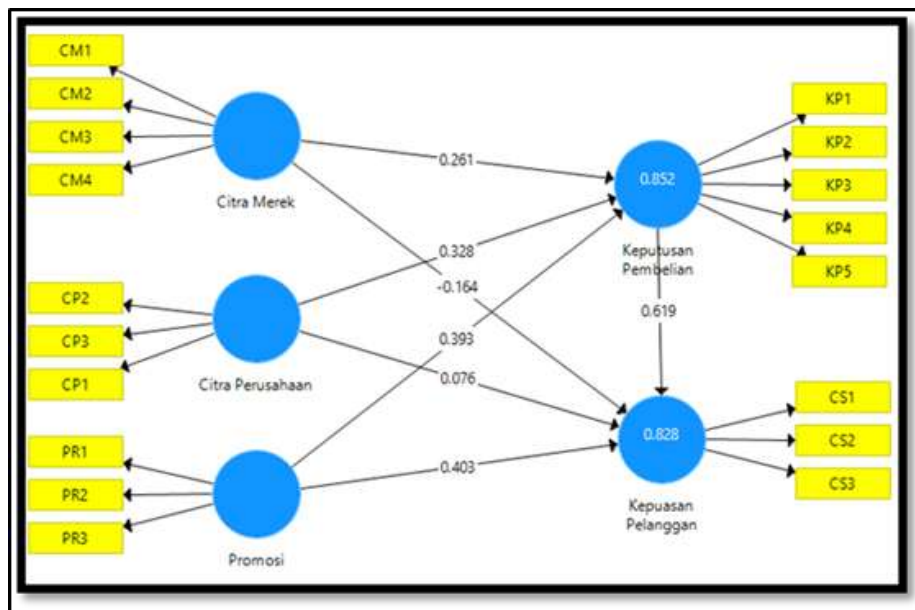 CM1
CM2
CM3
CM4
Citra Merek
CP2
CP3
CP1
Citra Perusahaan
PR1
PR2
PR3
Promosi
0.261
0.328
-0.164
0.393
0.076
0.403
0.852
Keputusan
Pembelian
0.619
0.828
Kepuasan
Pelanggan
KP1
KP2
KP3
KP4
KP5
CS1
CS2
CS3